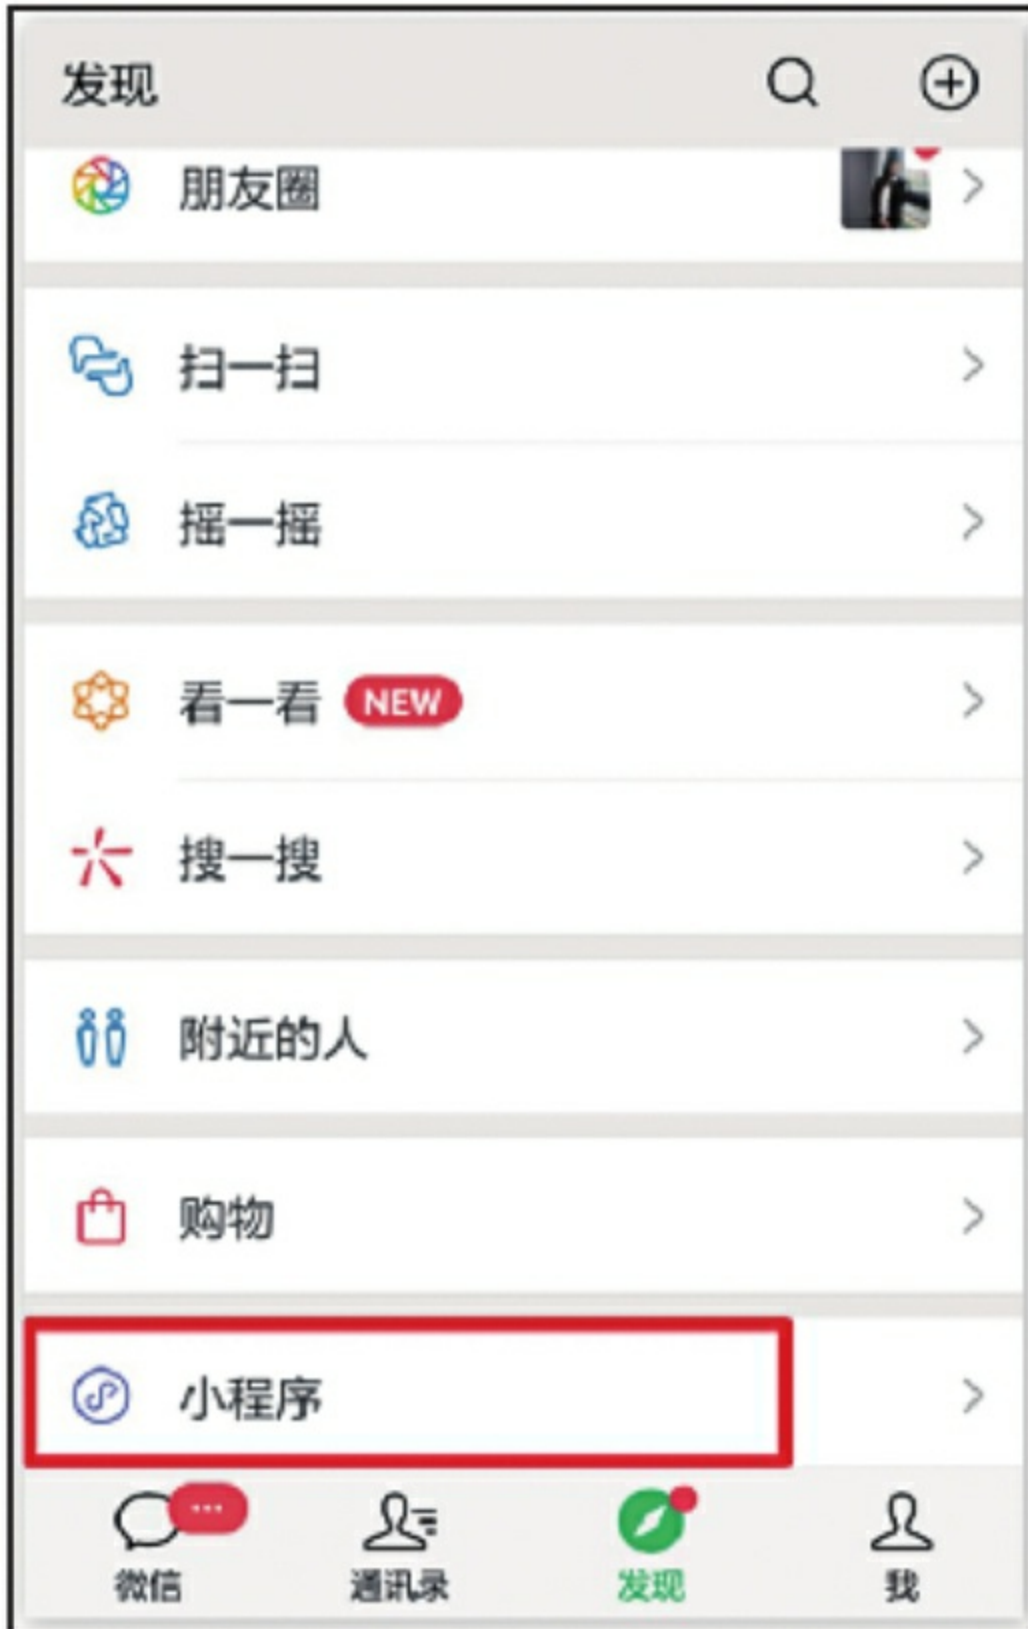 发现
朋友圈
扫一扫
摇一摇
看一看 NEW
搜一搜
附近的人
购物
小程序
微信 通讯录 发现 我